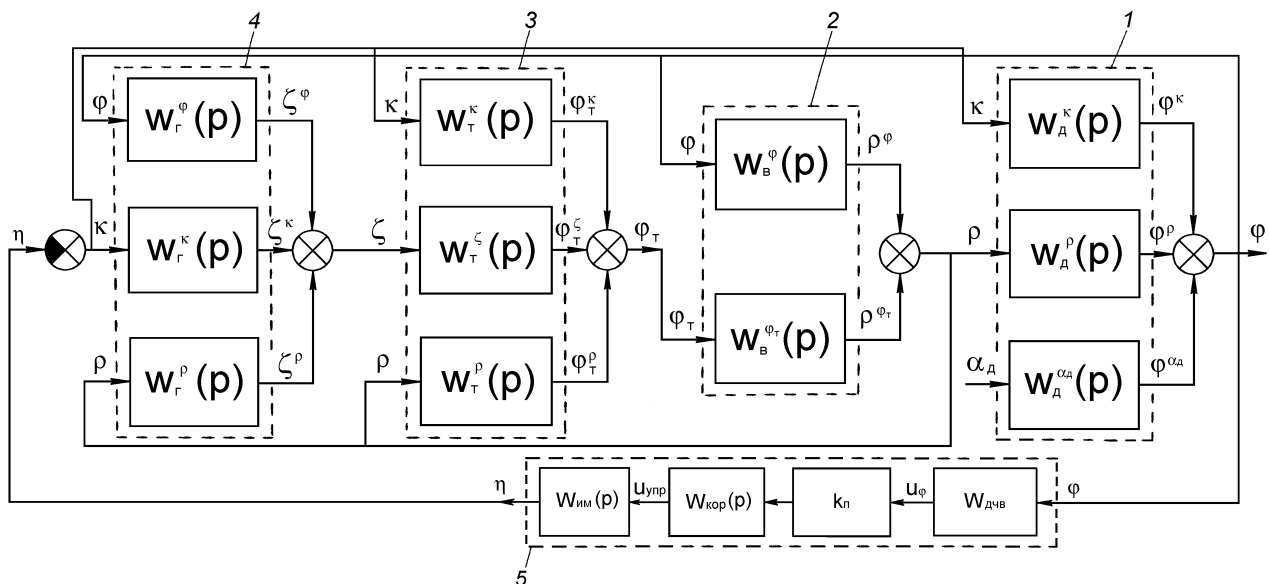 4
3
2
1
φ
w_г^φ(p)
ζ^φ
κ
w_т^κ(p)
φ_т^κ
φ
w_в^φ(p)
ρ^φ
κ
w_д^κ(p)
φ^κ
η
κ
w_г^κ(p)
ζ^κ
ζ
w_т^ζ(p)
φ_т^ζ
φ_т
ρ
w_д^ρ(p)
φ^ρ
φ
ρ
w_г^ρ(p)
ζ^ρ
ρ
w_т^ρ(p)
φ_т^ρ
φ_т
w_в^φ_т(p)
ρ^φ_т
α_д
w_д^α_д(p)
φ^α_д
η
w_им(p)
u_упр
w_кор(p)
k_п
u_φ
w_дчв
φ
5